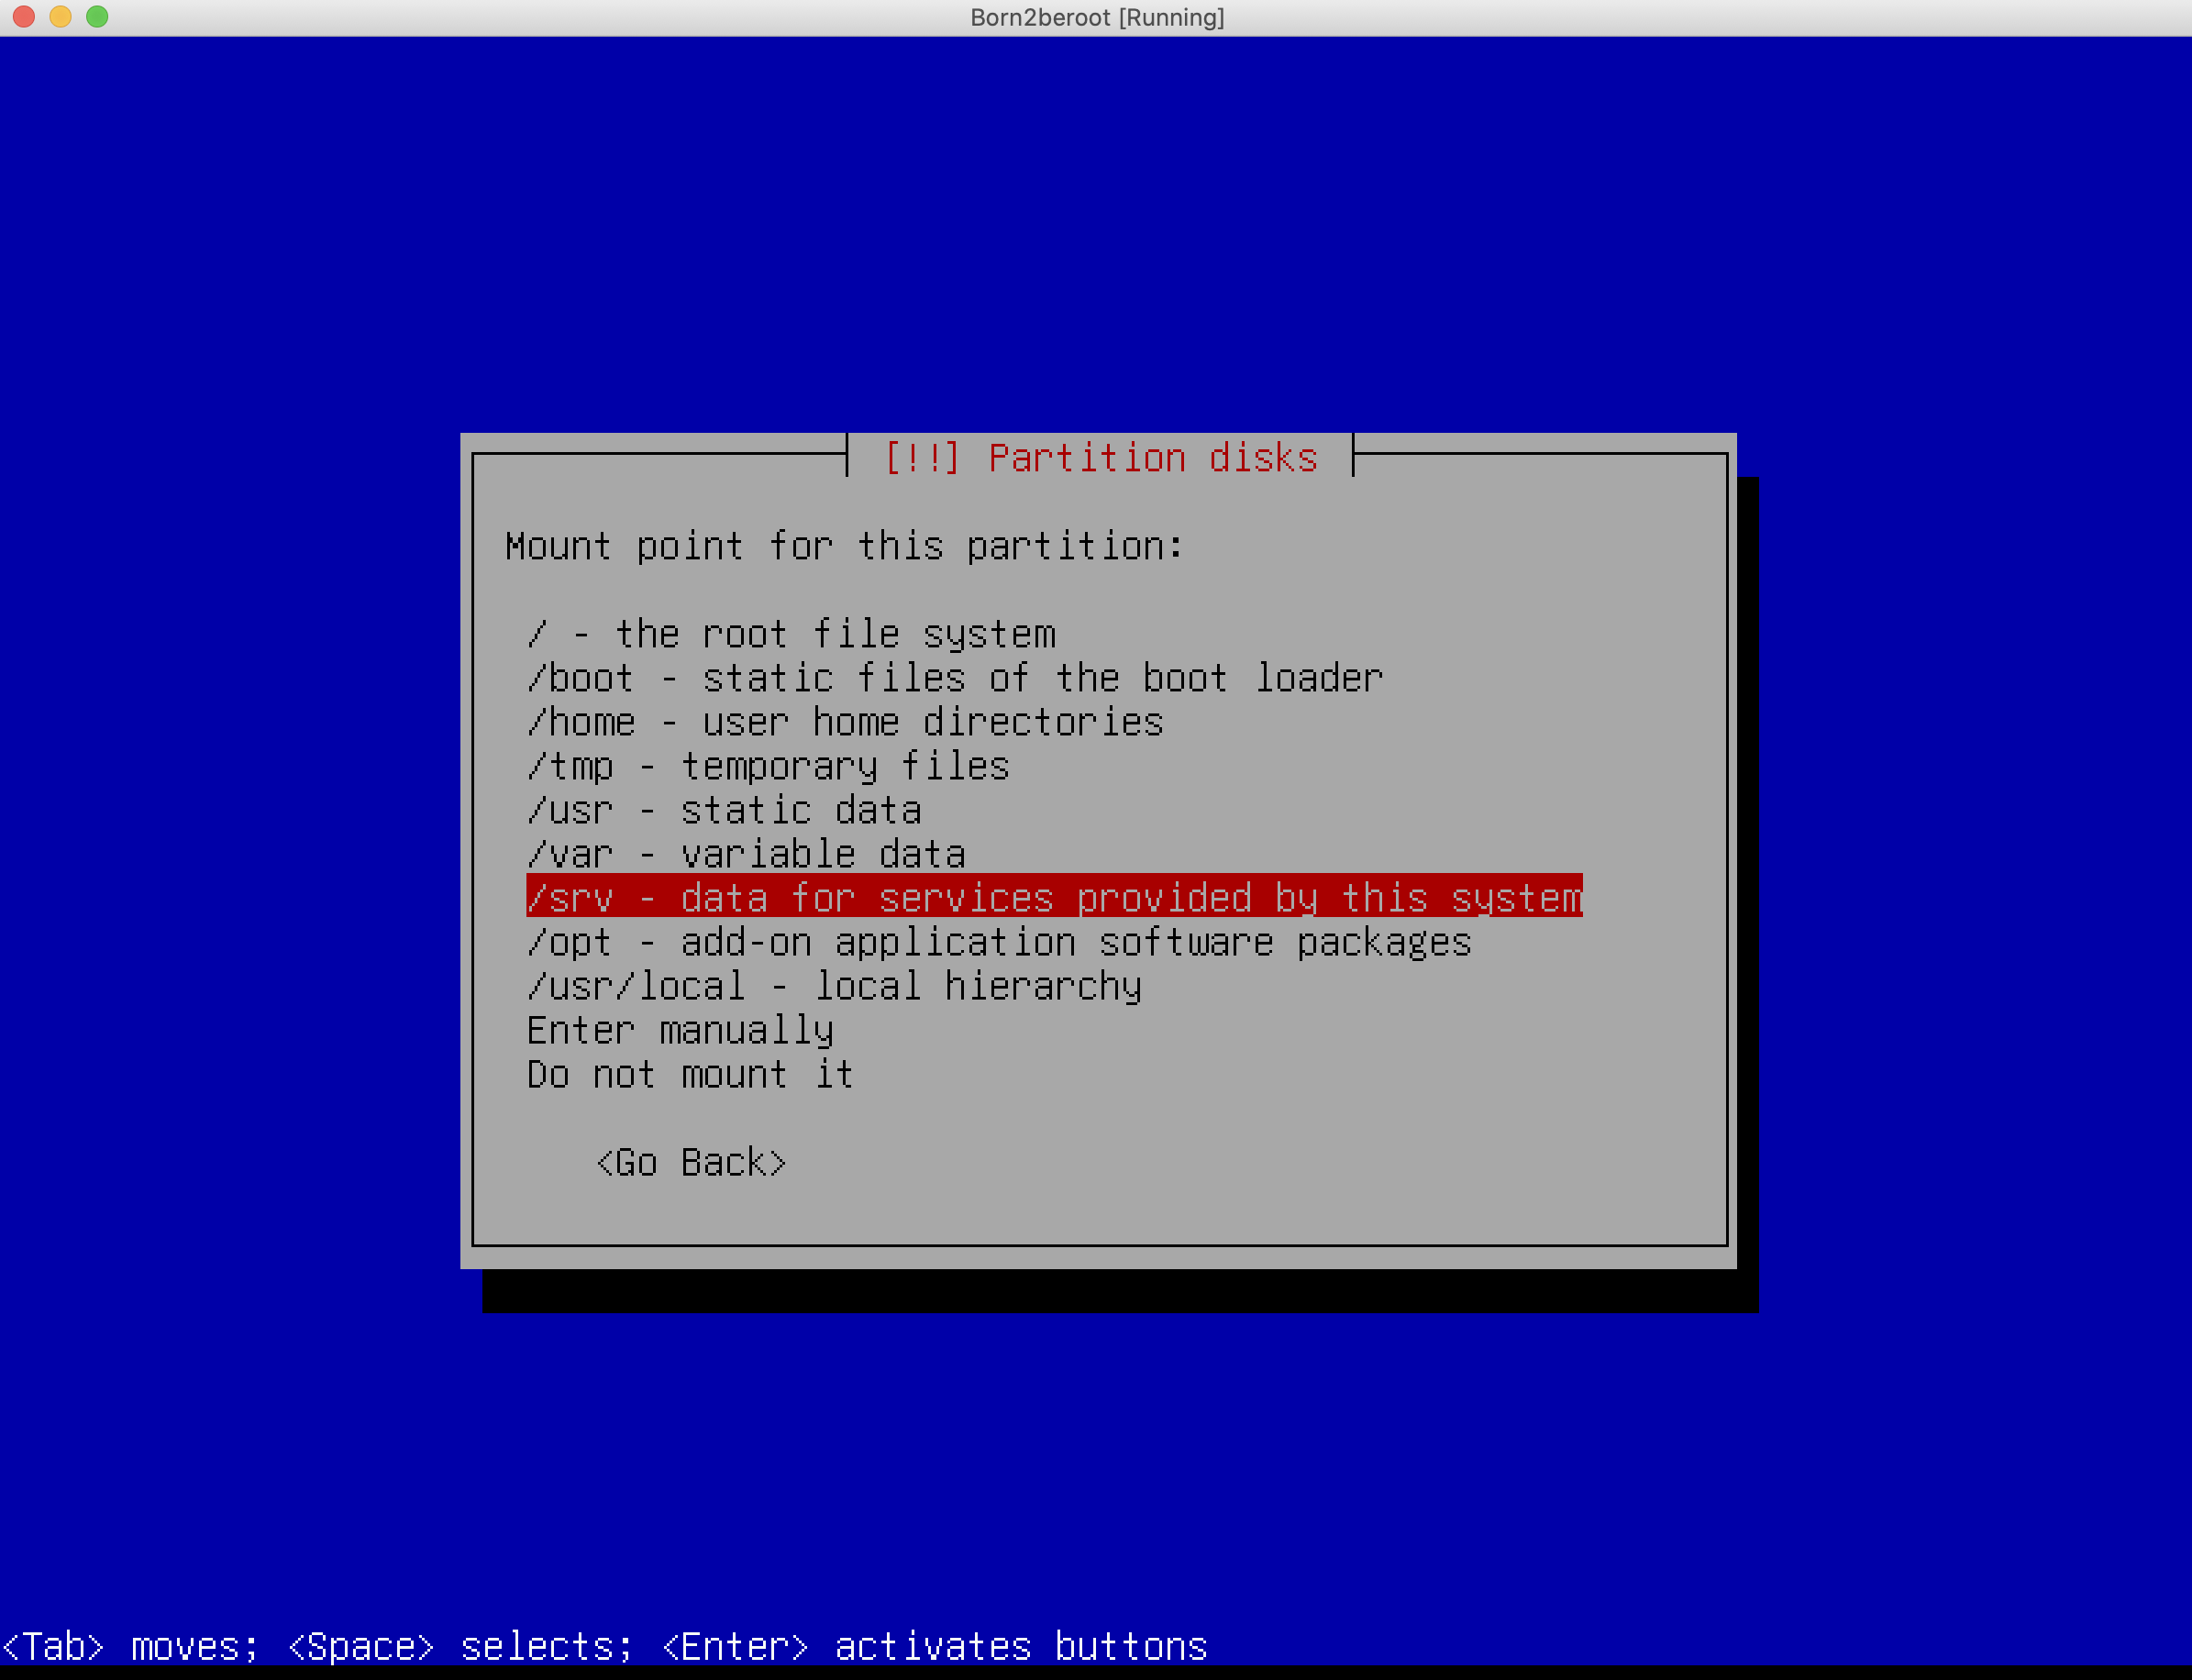 Born2beroot [Running]
[!!] Partition disks
Mount point for this partition:
/ - the root file system
/boot - static files of the boot loader
/home - user home directories
/tmp - temporary files
/usr - static data
/var - variable data
/srv - data for services provided by this system
/opt - add-on application software packages
/usr/local - local hierarchy
Enter manually
Do not mount it
<Go Back>
<Tab> moves; <Space> selects; <Enter> activates buttons